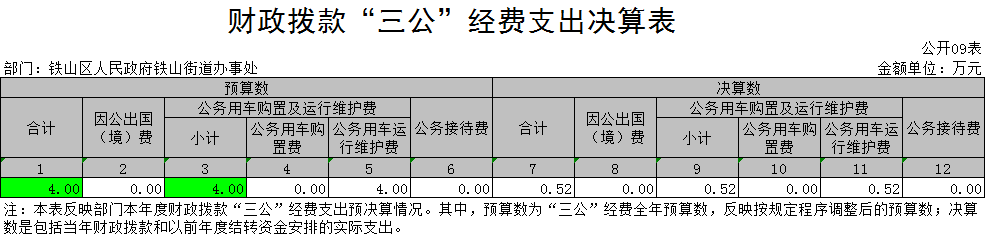 财政拨款“三公”经费支出决算表
公开09表
部门：铁山区人民政府铁山街道办事处 金额单位：万元
预算数 决算数
合计 因公出国（境）费 公务用车购置及运行维护费 公务接待费 合计 因公出国（境）费 公务用车购置及运行维护费 公务接待费
小计 公务用车购置费 公务用车运行维护费 小计 公务用车购置费 公务用车运行维护费
1 2 3 4 5 6 7 8 9 10 11 12
4.00 0.00 4.00 0.00 4.00 0.00 0.52 0.00 0.52 0.00 0.52 0.00
注：本表反映部门本年度财政拨款“三公”经费支出预决算情况。其中，预算数为“三公”经费全年预算数，反映按规定程序调整后的预算数；决算
数是包括当年财政拨款和以前年度结转资金安排的实际支出。